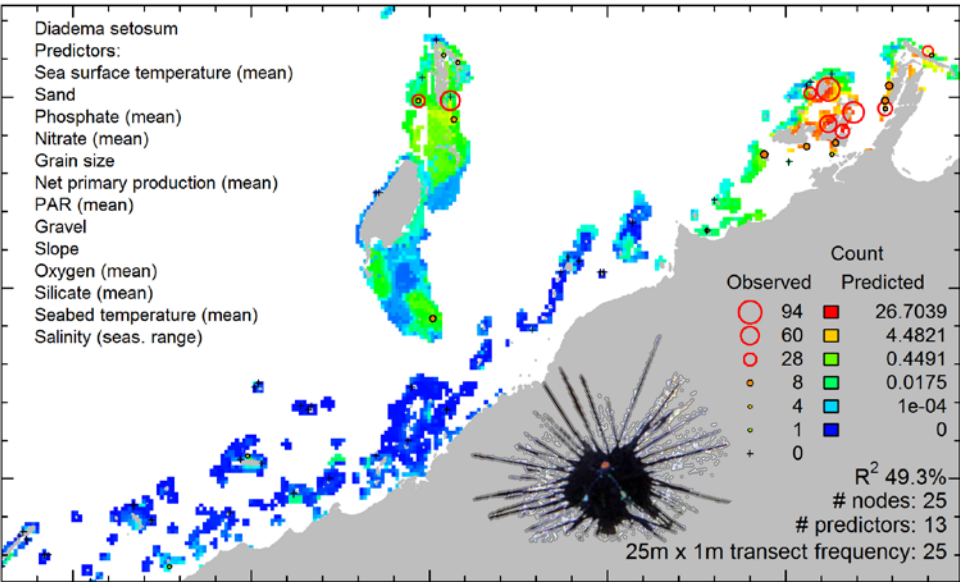 Diadema setosum
Predictors:
Sea surface temperature (mean)
Sand
Phosphate (mean)
Nitrate (mean)
Grain size
Net primary production (mean)
PAR (mean)
Gravel
Slope
Oxygen (mean)
Silicate (mean)
Seabed temperature (mean)
Salinity (seas. range)
Count
Observed Predicted
94 26.7039
60 4.4821
28 0.4491
8 0.0175
4 1e-04
1 0
0
R² 49.3%
# nodes: 25
# predictors: 13
25m x 1m transect frequency: 25